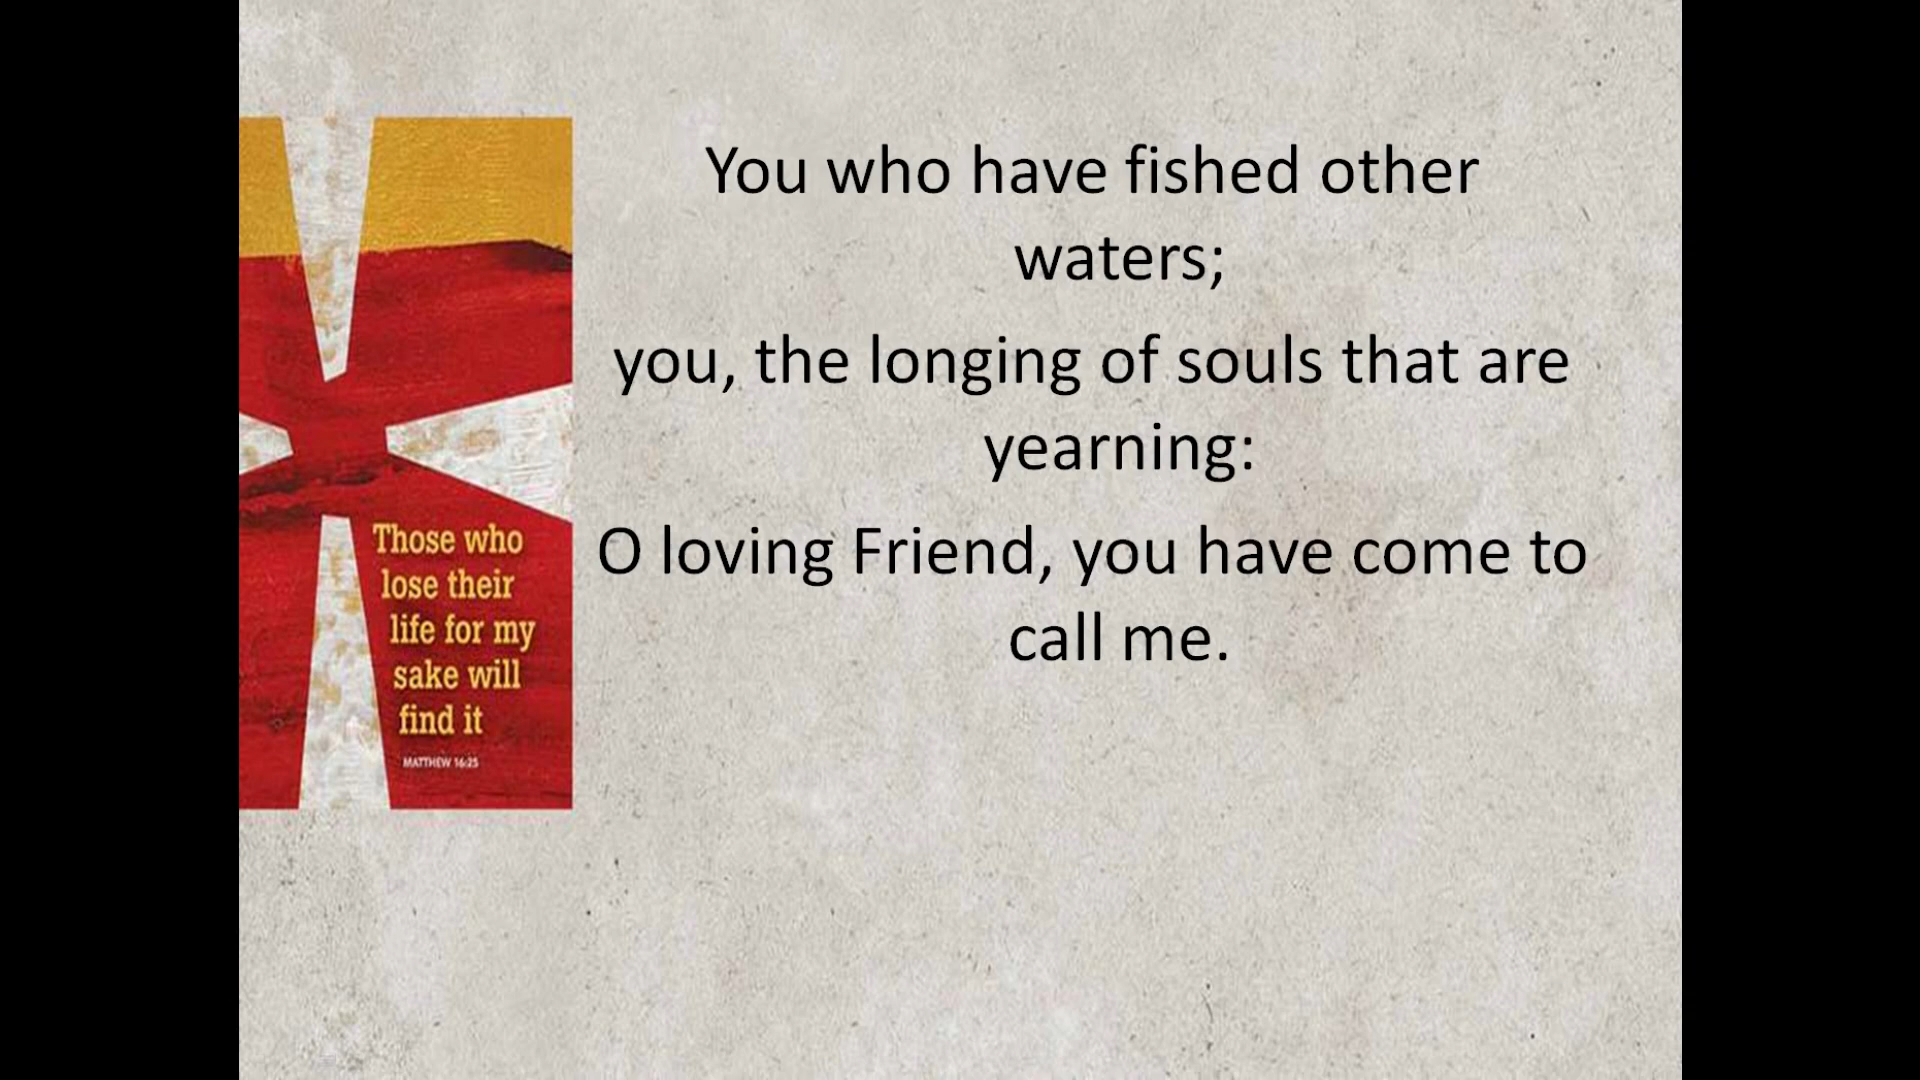 You who have fished other
waters;
you, the longing of souls that are
yearning:
O loving Friend, you have come to
call me.
Those who
lose their
life for my
sake will
find it
MATTHEW 16:25